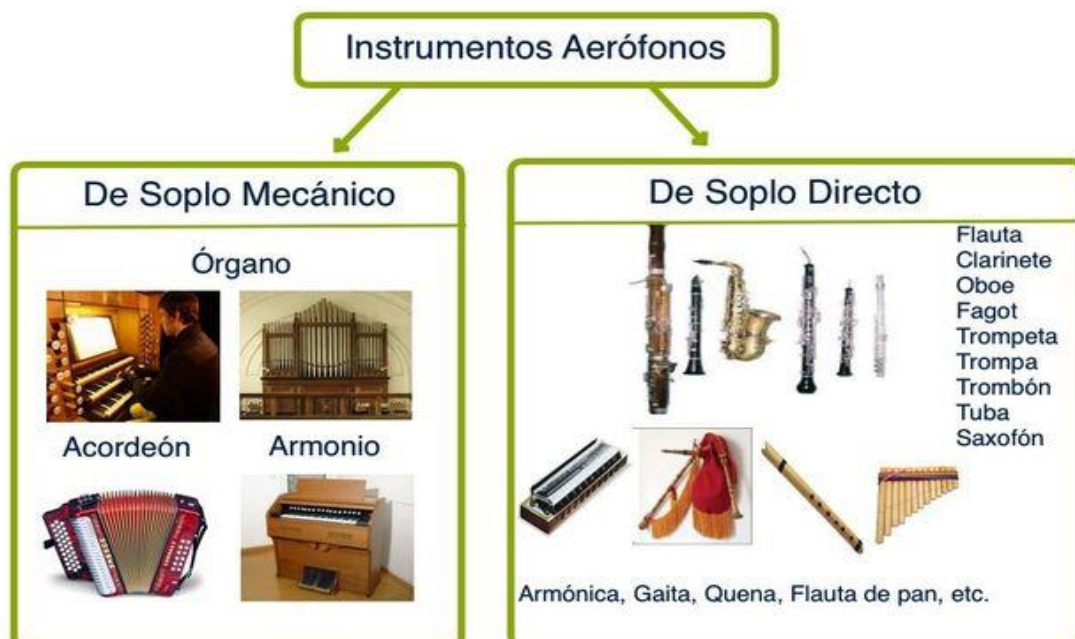 Instrumentos Aerófonos
De Soplo Mecánico
Órgano
Acordeón
Armonio
De Soplo Directo
Flauta
Clarinete
Oboe
Fagot
Trompeta
Trompa
Trombón
Tuba
Saxofón
Armónica, Gaita, Quena, Flauta de pan, etc.